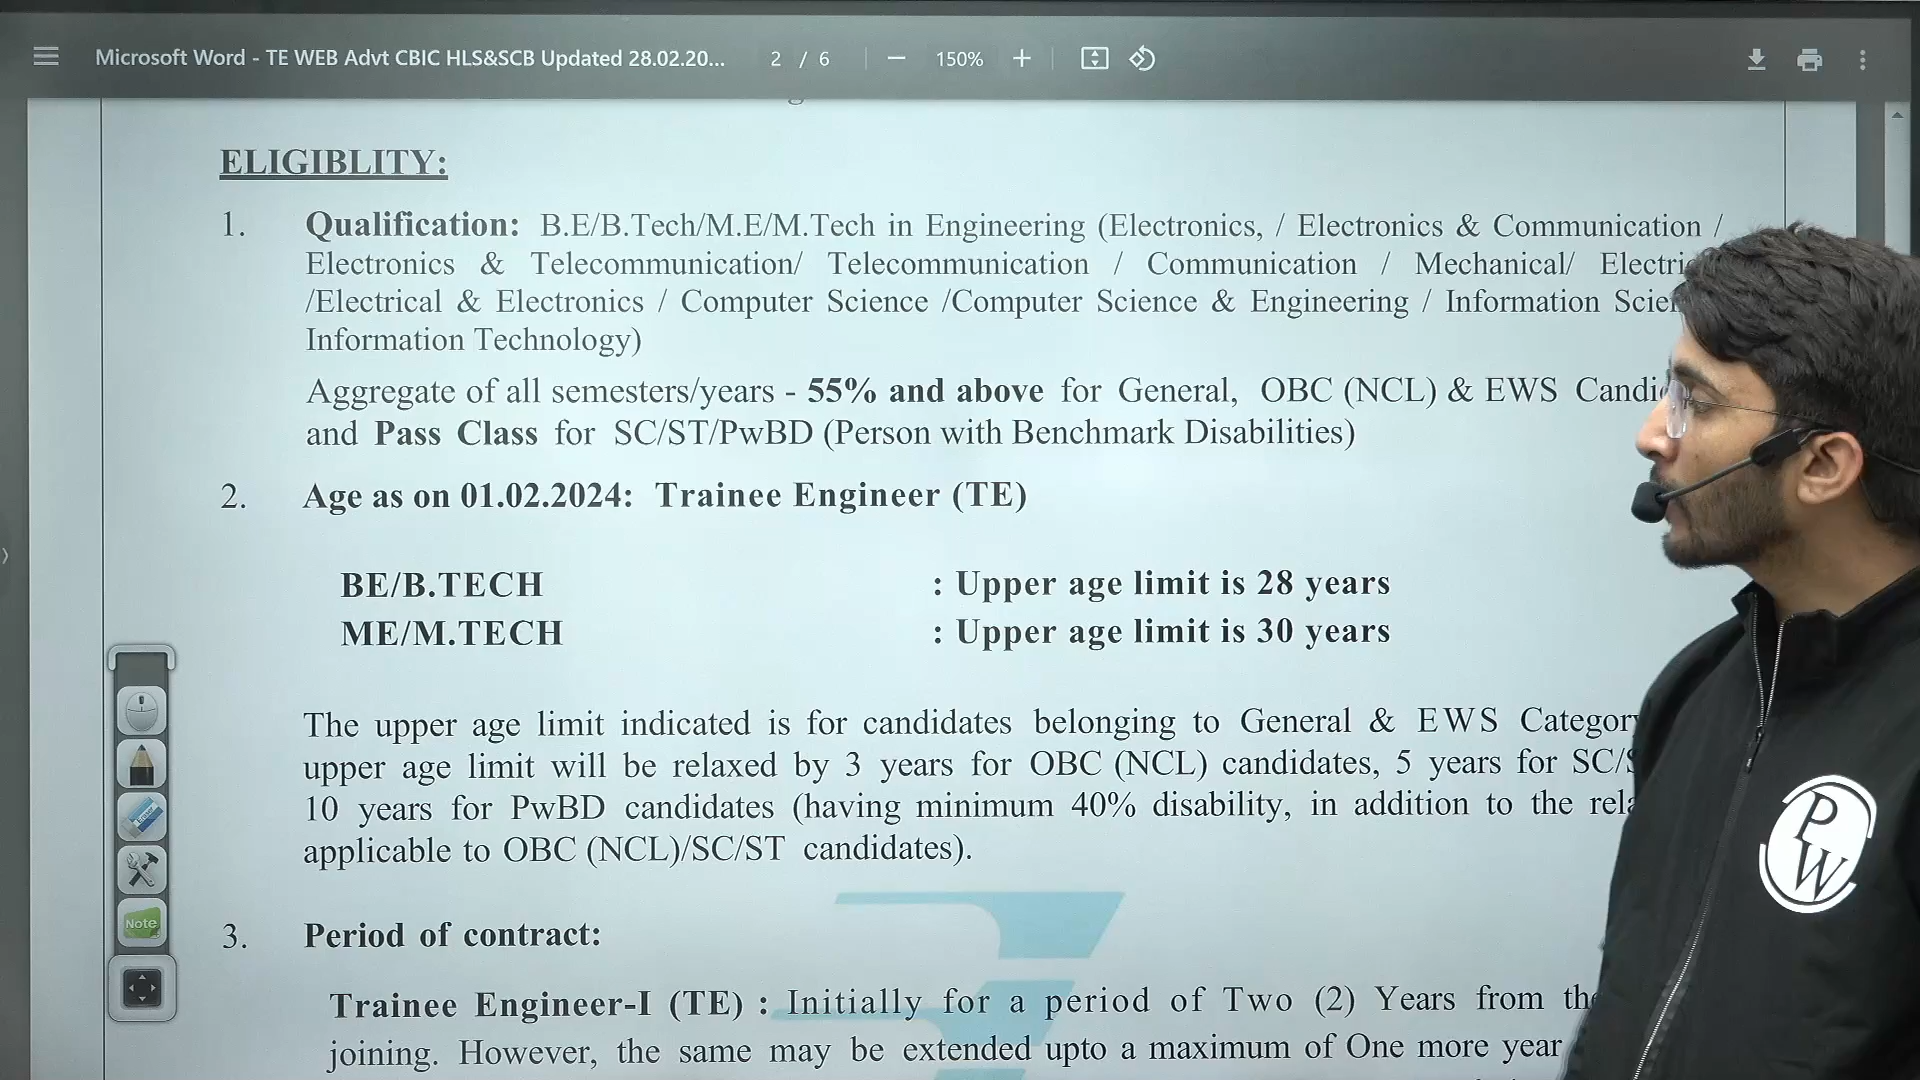 Microsoft Word - TE WEB Advt CBIC HLS&SCB Updated 28.02.20... 2 / 6 150%
ELIGIBLITY:
1. Qualification: B.E/B.Tech/M.E/M.Tech in Engineering (Electronics, / Electronics & Communication /
Electronics & Telecommunication/ Telecommunication / Communication / Mechanical/
/Electrical & Electronics / Computer Science /Computer Science & Engineering / Information
Information Technology)
Aggregate of all semesters/years - 55% and above for General, OBC (NCL) & EWS
and Pass Class for SC/ST/PwBD (Person with Benchmark Disabilities)
2. Age as on 01.02.2024: Trainee Engineer (TE)
BE/B.TECH : Upper age limit is 28 years
ME/M.TECH : Upper age limit is 30 years
The upper age limit indicated is for candidates belonging to General & EWS Category
upper age limit will be relaxed by 3 years for OBC (NCL) candidates, 5 years for
10 years for PwBD candidates (having minimum 40% disability, in addition to the
applicable to OBC (NCL)/SC/ST candidates).
3. Period of contract:
Trainee Engineer-I (TE) : Initially for a period of Two (2) Years from the
joining. However, the same may be extended upto a maximum of One more year
Note
PW